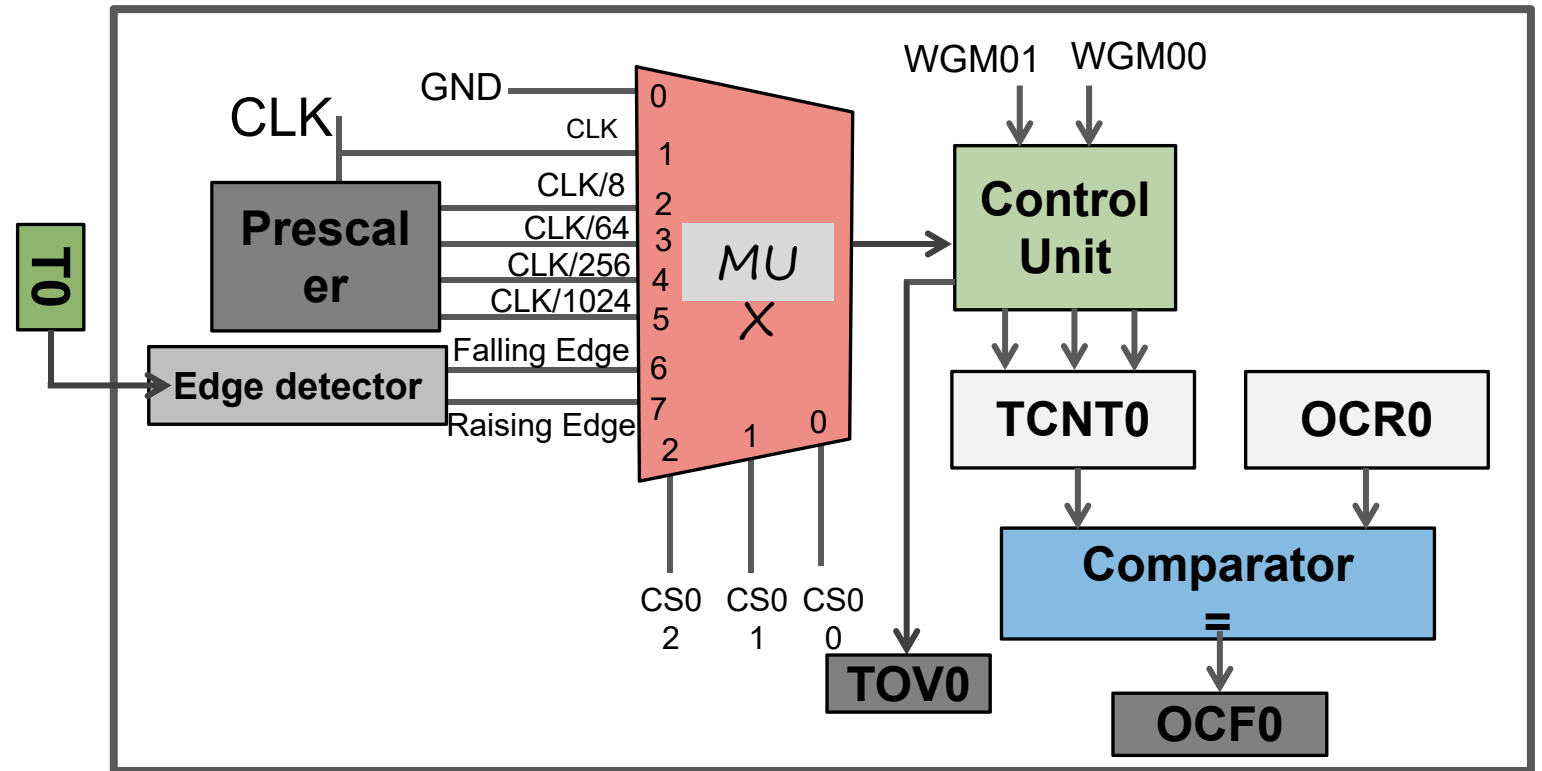 WGM01 WGM00
GND
0
CLK
CLK
1
CLK/8
2
Prescal
er
CLK/64
3
CLK/256
4
CLK/1024
5
MU
X
Control
Unit
T0
Falling Edge
6
Edge detector
7
Raising Edge
2 1 0
TCNT0
OCR0
Comparator
=
CS0 CS0 CS0
2 1 0
TOV0
OCF0